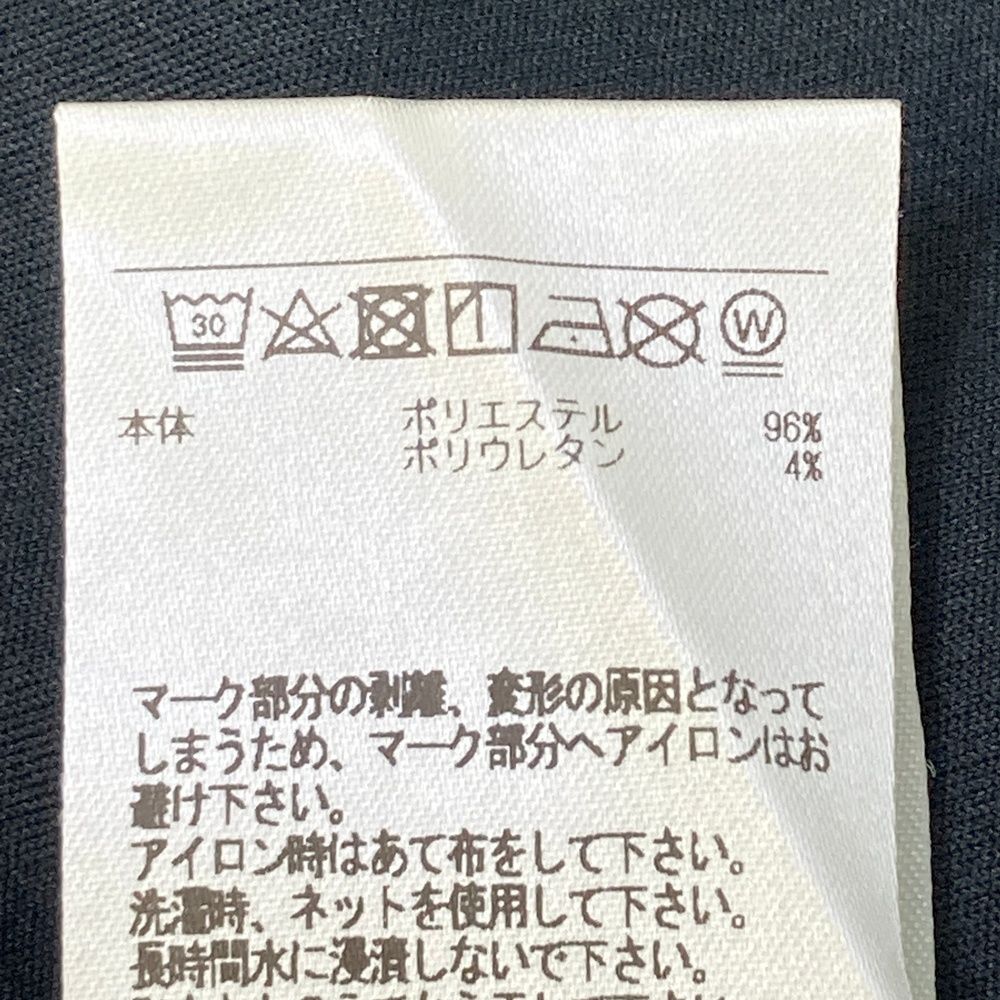 30 W
本体 ポリエステル 96%
ポリウレタン 4%
マーク部分の剥離、変形の原因となって
しまうため、マーク部分へアイロンはお
避け下さい。
アイロン時はあて布をして下さい。
洗濯時、ネットを使用して下さい。
長時間水に浸漬しないで下さい。